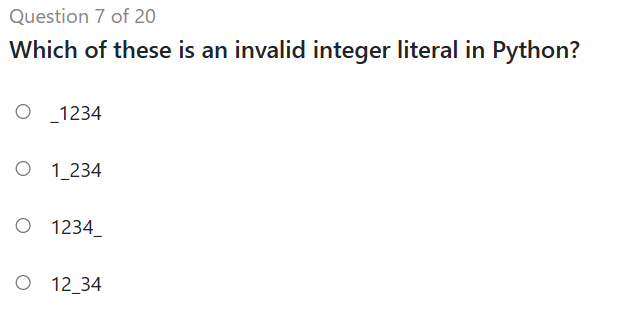 Question 7 of 20
Which of these is an invalid integer literal in Python?
_1234
1_234
1234_
12_34